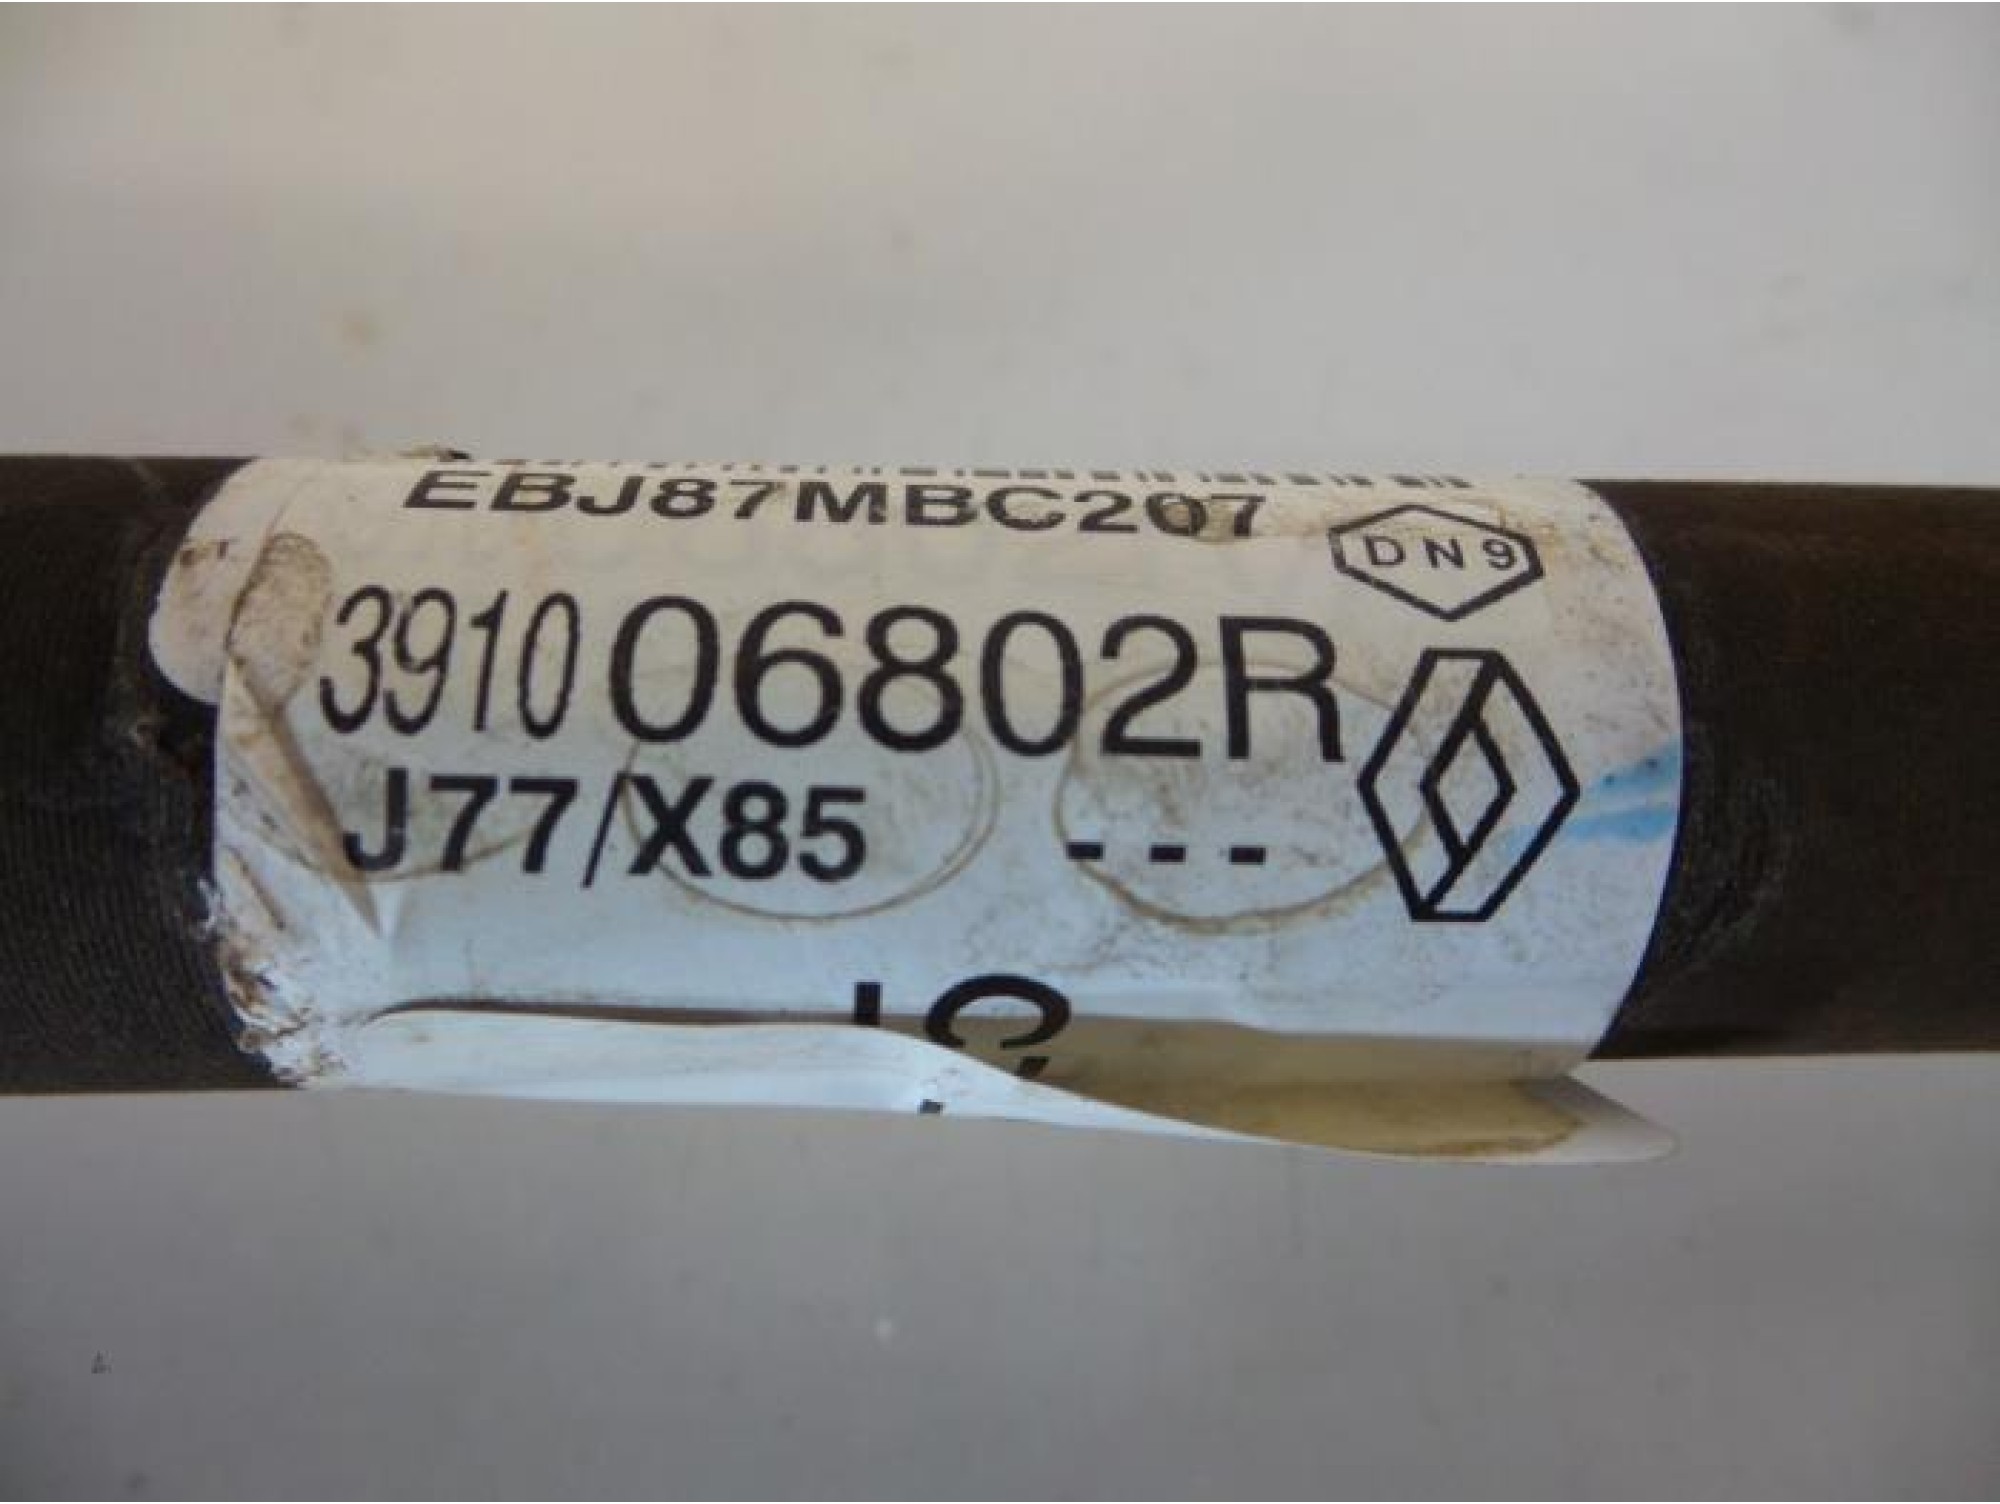 EBJ87MBC207
DN9
391006802R
J77/X85
---